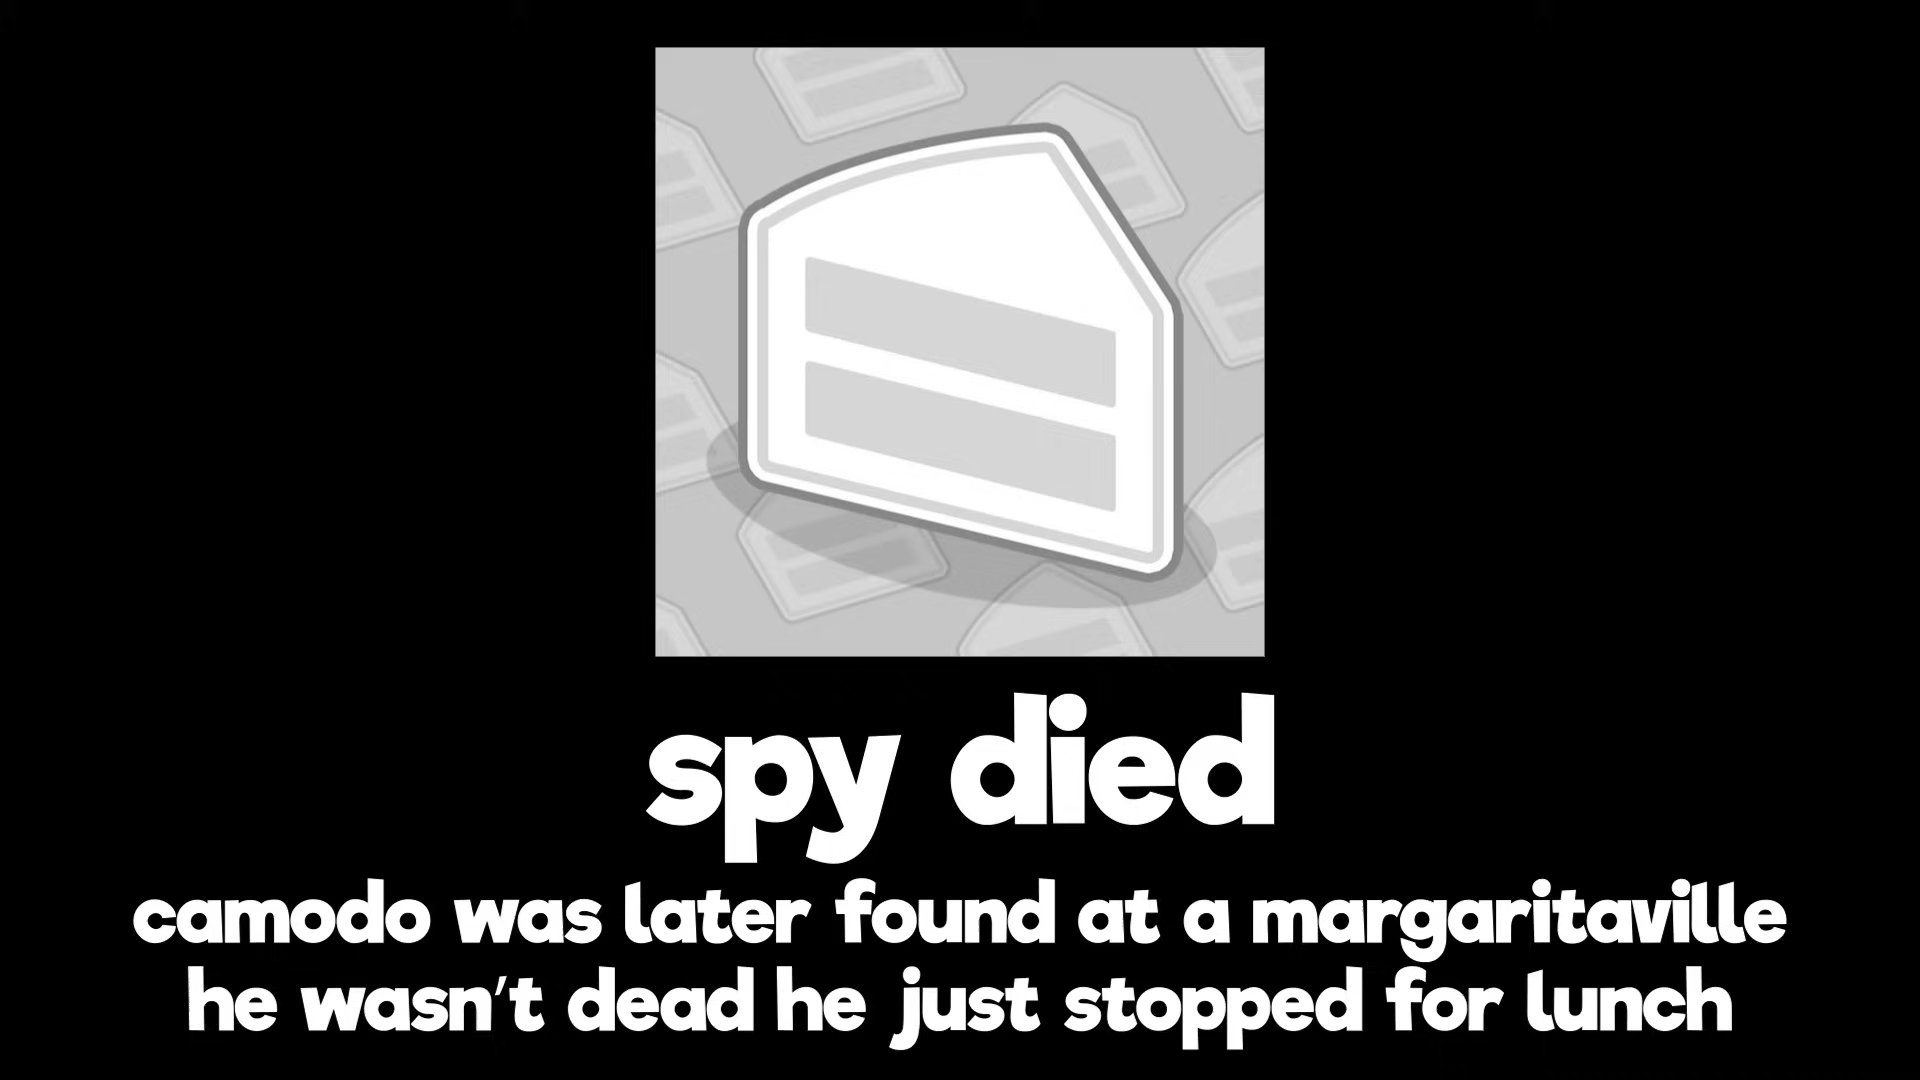 spy died
camodo was later found at a margaritaville
he wasn't dead he just stopped for lunch